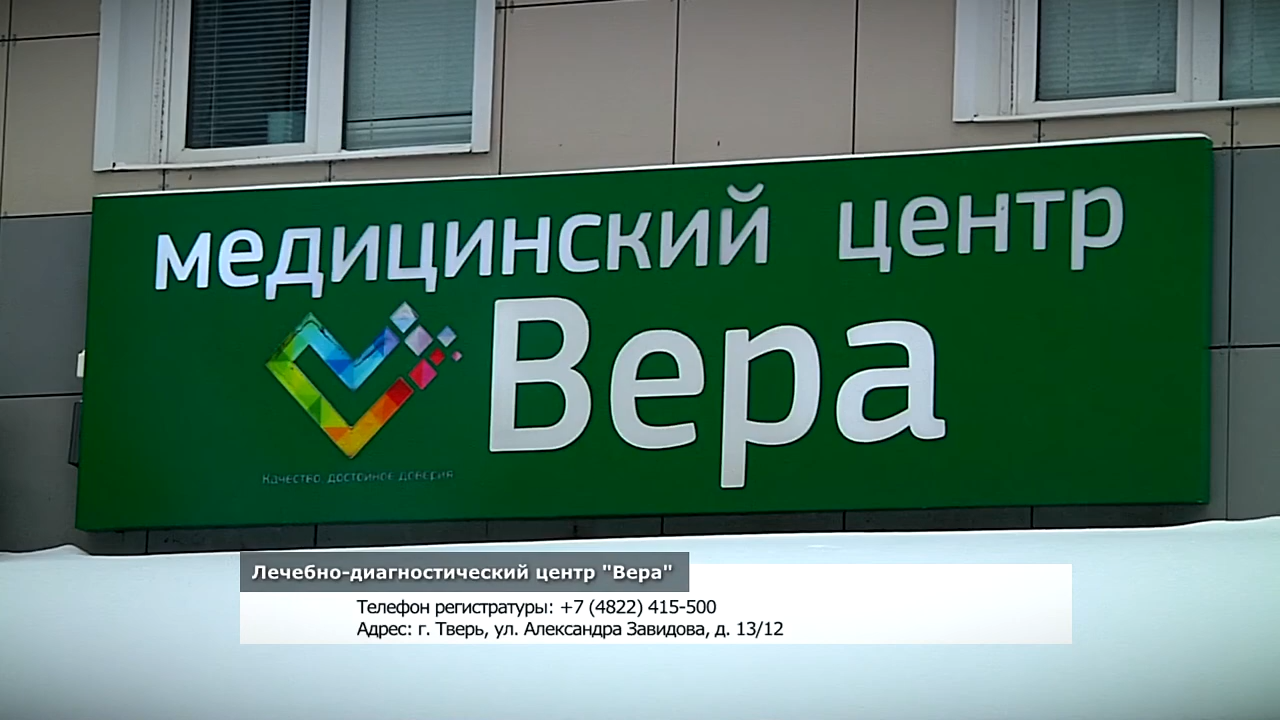 медицинский центр
Вера
Качество, достойное доверия
Лечебно-диагностический центр "Вера"
Телефон регистратуры: +7 (4822) 415-500
Адрес: г. Тверь, ул. Александра Завидова, д. 13/12